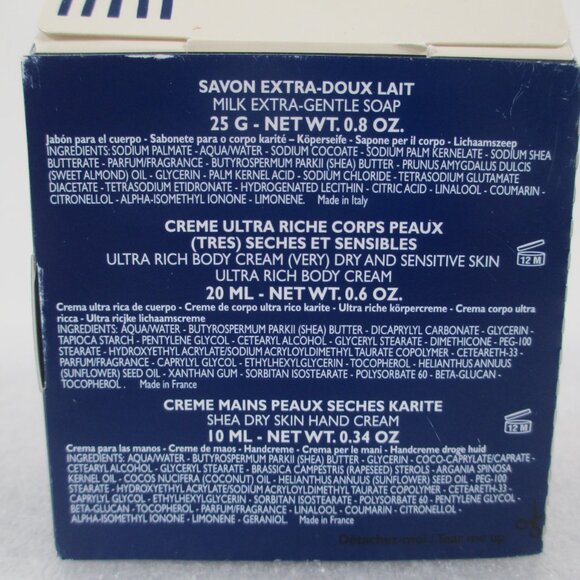 SAVON EXTRA-DOUX LAIT
MILK EXTRA-GENTLE SOAP
25 G - NET WT. 0.8 OZ.
Jabón para el cuerpo - Sabonete para o corpo karité – Köperseife - Sapone per il corpo - Lichaamszeep
INGREDIENTS: SODIUM PALMATE - AQUA/WATER - SODIUM COCOATE - SODIUM PALM KERNELATE - SODIUM SHEA
BUTTERATE - PARFUM/FRAGRANCE - BUTYROSPERMUM PARKII (SHEA) BUTTER - PRUNUS AMYGDALUS DULCIS
(SWEET ALMOND) OIL - GLYCERIN - PALM KERNEL ACID - SODIUM CHLORIDE - TETRASODIUM GLUTAMATE
DIACETATE - TETRASODIUM ETIDRONATE - HYDROGENATED LECITHIN - CITRIC ACID - LINALOOL - COUMARIN -
CITRONELLOL - ALPHA-ISOMETHYL IONONE - LIMONENE. Made in Italy
CREME ULTRA RICHE CORPS PEAUX
(TRES) SECHES ET SENSIBLES
ULTRA RICH BODY CREAM (VERY) DRY AND SENSITIVE SKIN
12 M
ULTRA RICH BODY CREAM
20 ML - NET WT. 0.6 OZ.
Crema ultra rica de cuerpo - Creme de corpo ultra rico karite - Ultra riche körpercreme - Crema corpo ultra
ricca - Ultra ricjke lichaamscreme
INGREDIENTS: AQUA/WATER - BUTYROSPERMUM PARKII (SHEA) BUTTER - DICAPRYLYL CARBONATE - GLYCERIN -
TAPIOCA STARCH - PENTYLENE GLYCOL - CETEARYL ALCOHOL - GLYCERYL STEARATE - DIMETHICONE - PEG-100
STEARATE - HYDROXYETHYL ACRYLATE/SODIUM ACRYLOYLDIMETHYL TAURATE COPOLYMER - CETEARETH-33 -
PARFUM/FRAGRANCE - CAPRYLYL GLYCOL - ETHYLHEXYLGLYCERIN - TOCOPHEROL - HELIANTHUS ANNUUS
(SUNFLOWER) SEED OIL - XANTHAN GUM - SORBITAN ISOSTEARATE - POLYSORBATE 60 - BETA-GLUCAN -
TOCOPHEROL . Made in France
CREME MAINS PEAUX SECHES KARITE
SHEA DRY SKIN HAND CREAM
12 M
10 ML - NET WT. 0.34 OZ
Crema para las manos - Creme de maos - Handcreme - Crema per le mani - Handcreme droge huid
INGREDIENTS: AQUA/WATER - BUTYROSPERMUM PARKII (SHEA) BUTTER - GLYCERIN - COCO-CAPRYLATE/CAPRATE -
CETEARYL ALCOHOL - GLYCERYL STEARATE - BRASSICA CAMPESTRIS (RAPESEED) STEROLS - ARGANIA SPINOSA
KERNEL OIL - COCOS NUCIFERA (COCONUT) OIL - HELIANTHUS ANNUUS (SUNFLOWER) SEED OIL - PEG-100
STEARATE - HYDROXYETHYL ACRYLATE/SODIUM ACRYLOYLDIMETHYL TAURATE COPOLYMER - CETEARETH-33 -
CAPRYLYL GLYCOL - ETHYLHEXYLGLYCERIN - SORBITAN ISOSTEARATE - POLYSORBATE 60 - PENTYLENE GLYCOL -
BETA-GLUCAN - TOCOPHEROL - PARFUM/FRAGRANCE - LINALOOL - COUMARIN - CITRONELLOL -
ALPHA-ISOMETHYL IONONE - LIMONENE - GERANIOL. Made in France
Détachez-moi / Tear me up